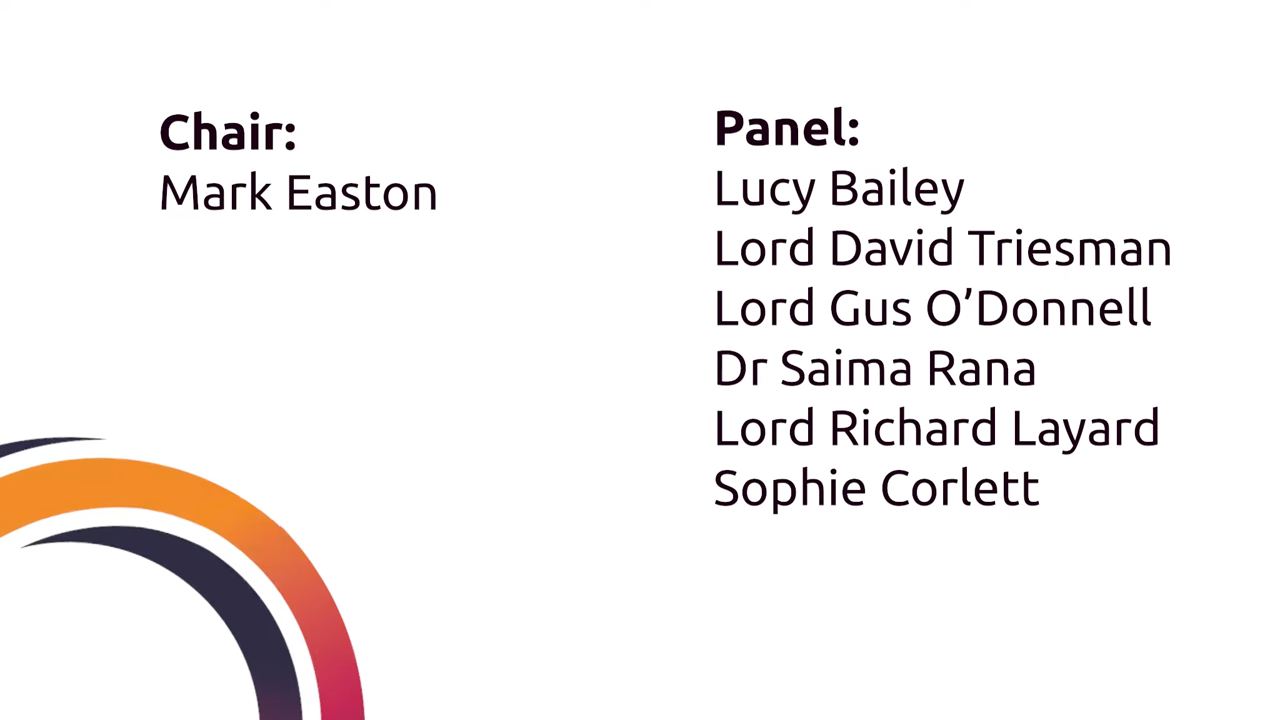 Chair:
Mark Easton
Panel:
Lucy Bailey
Lord David Triesman
Lord Gus O’Donnell
Dr Saima Rana
Lord Richard Layard
Sophie Corlett